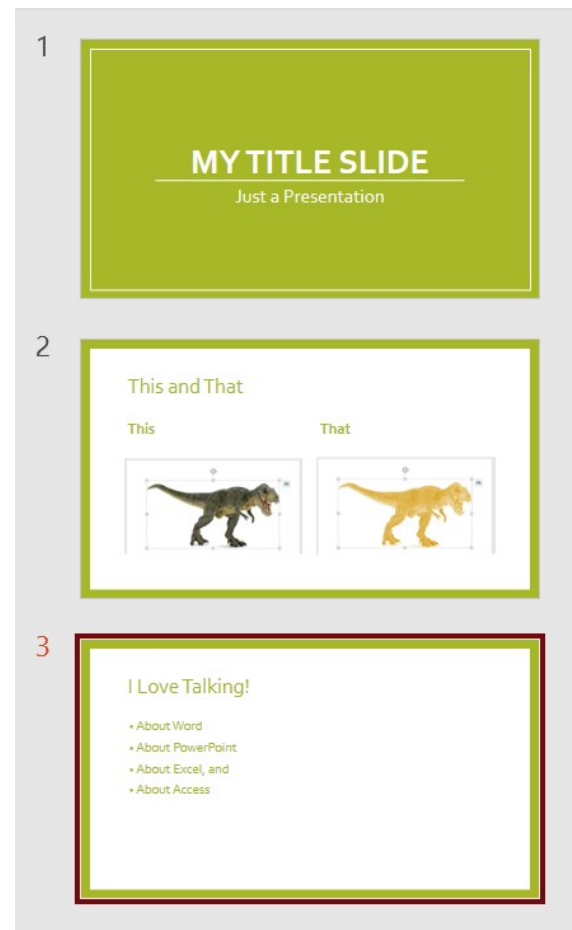 1
MY TITLE SLIDE
Just a Presentation
2
This and That
This That
3
I Love Talking!
• About Word
• About PowerPoint
• About Excel, and
• About Access